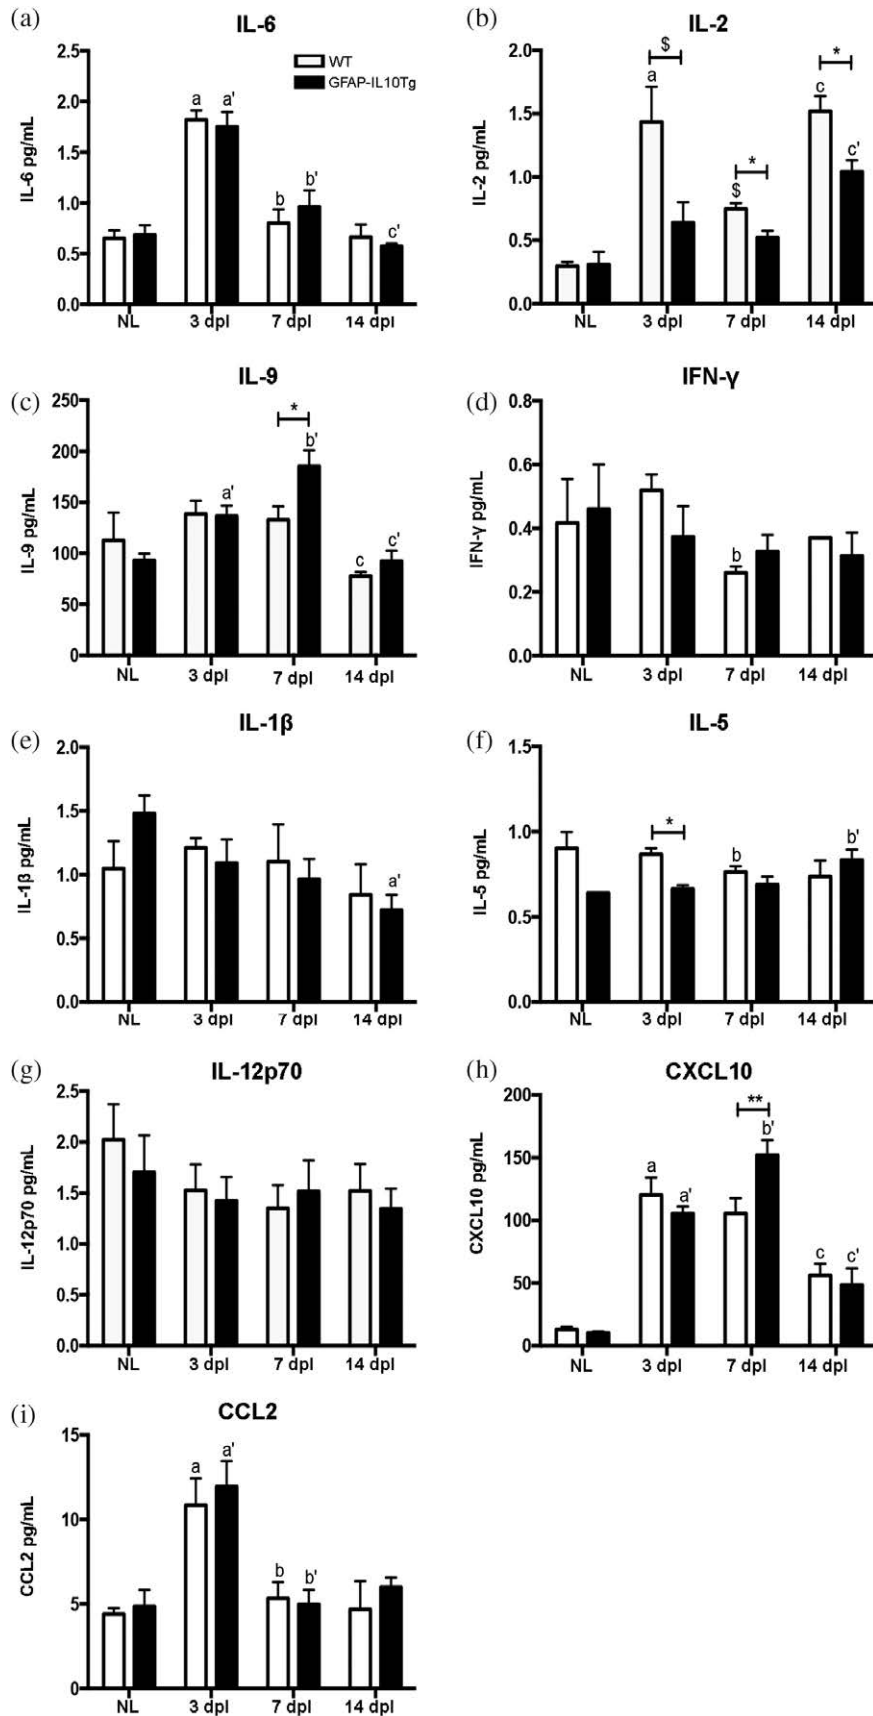 (a)
IL-6
2.5
2.0
1.5
1.0
0.5
0.0
IL-6 pg/mL
WT
GFAP-IL10Tg
a a'
b b'
c'
NL 3 dpl 7 dpl 14 dpl
(b)
IL-2
2.0
1.5
1.0
0.5
0.0
IL-2 pg/mL
$ *
a c
* c'
$
NL 3 dpl 7 dpl 14 dpl
(c)
IL-9
250
200
150
100
50
0
IL-9 pg/mL
*
b'
a'
c c'
NL 3 dpl 7 dpl 14 dpl
(d)
IFN-γ
0.8
0.6
0.4
0.2
0.0
IFN-γ pg/mL
b
NL 3 dpl 7 dpl 14 dpl
(e)
IL-1β
2.0
1.5
1.0
0.5
0.0
IL-1β pg/mL
a'
NL 3 dpl 7 dpl 14 dpl
(f)
IL-5
1.5
1.0
0.5
0.0
IL-5 pg/mL
*
b b'
NL 3 dpl 7 dpl 14 dpl
(g)
IL-12p70
2.5
2.0
1.5
1.0
0.5
0.0
IL-12p70 pg/mL
NL 3 dpl 7 dpl 14 dpl
(h)
CXCL10
200
150
100
50
0
CXCL10 pg/mL
**
b'
a a'
c c'
NL 3 dpl 7 dpl 14 dpl
(i)
CCL2
15
10
5
0
CCL2 pg/mL
a a'
b b'
NL 3 dpl 7 dpl 14 dpl